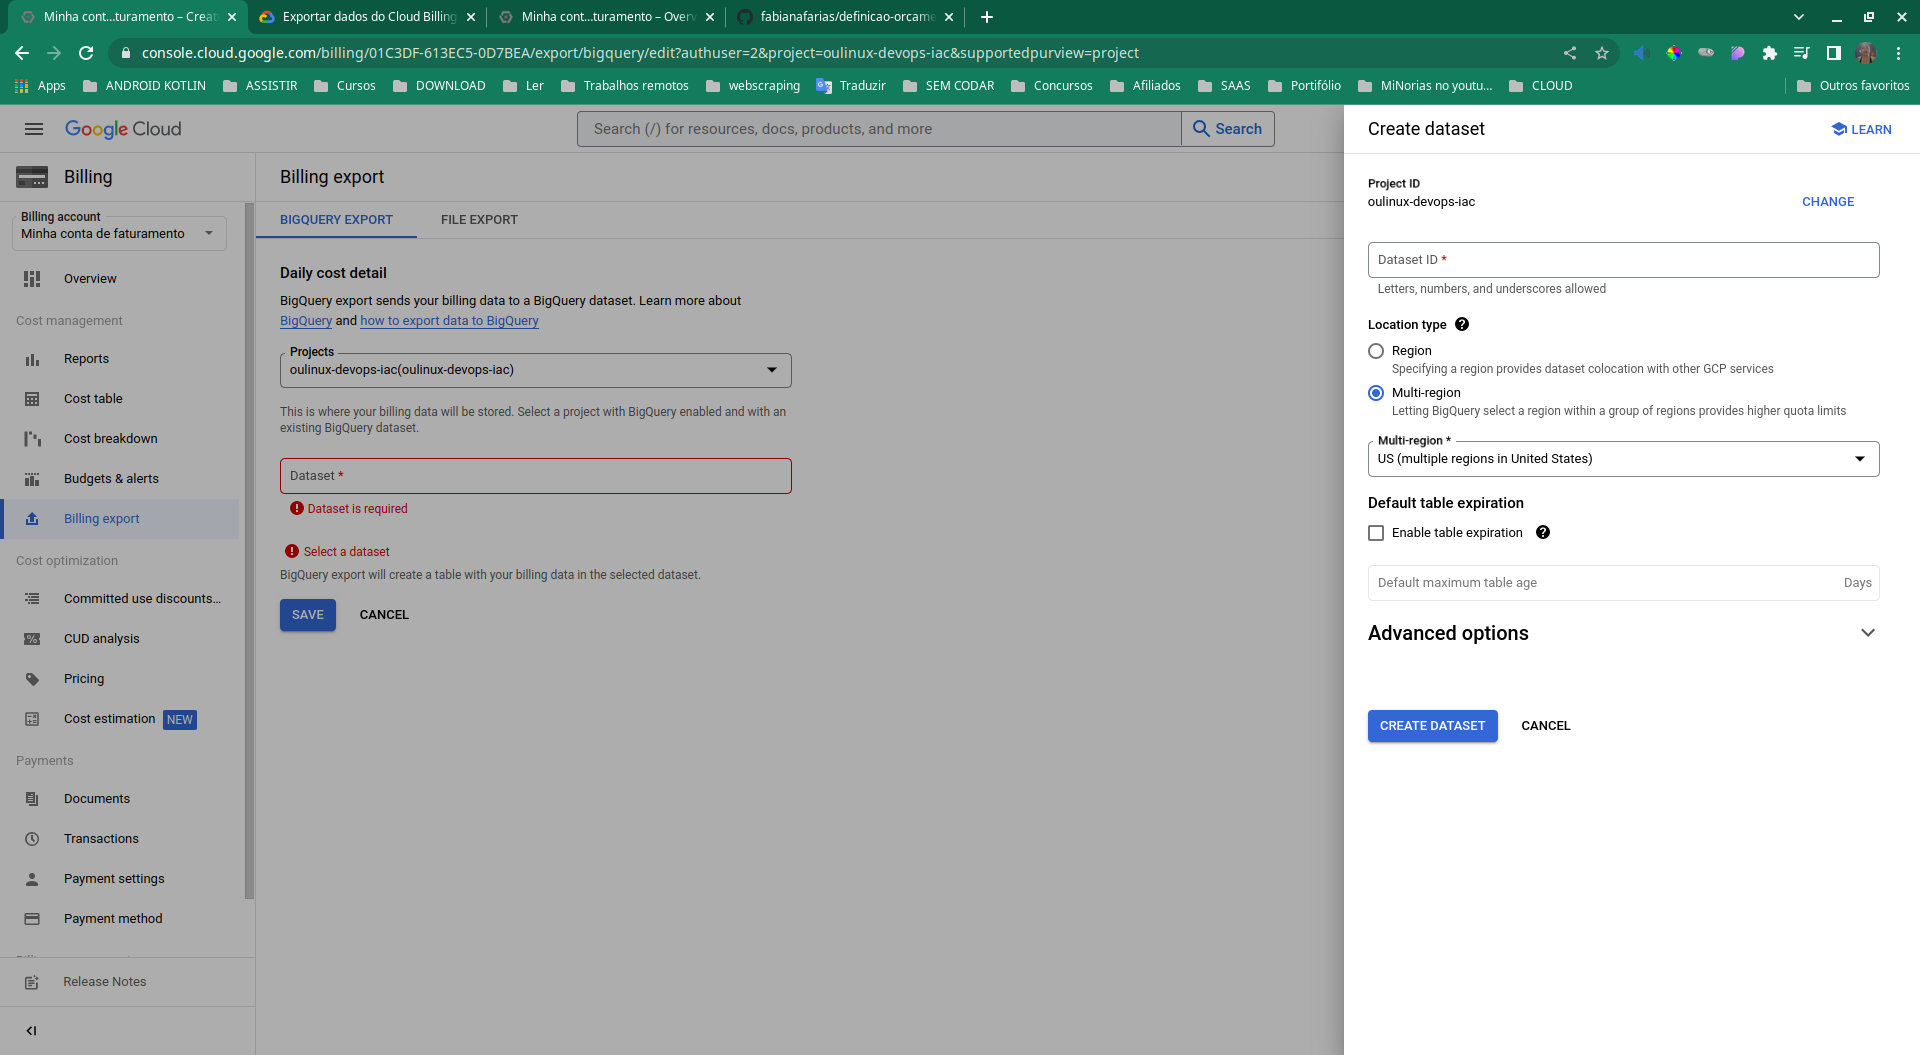 Minha cont...turamento – Creat
Exportar dados do Cloud Billing
Minha cont...turamento – Over
fabianafarias/definicao-orcame
console.cloud.google.com/billing/01C3DF-613EC5-0D7BEA/export/bigquery/edit?authuser=2&project=oulinux-devops-iac&supportedpurview=project
Apps ANDROID KOTLIN ASSISTIR Cursos DOWNLOAD Ler Trabalhos remotos webscraping Traduzir SEM CODAR Concursos Afiliados SAAS Portifólio MiNorias no youtu... CLOUD Outros favoritos
Google Cloud
Search (/) for resources, docs, products, and more
Search
Billing
Billing account
Minha conta de faturamento
Overview
Cost management
Reports
Cost table
Cost breakdown
Budgets & alerts
Billing export
Cost optimization
Committed use discounts...
CUD analysis
Pricing
Cost estimation NEW
Payments
Documents
Transactions
Payment settings
Payment method
Release Notes
Billing export
BIGQUERY EXPORT
FILE EXPORT
Daily cost detail
BigQuery export sends your billing data to a BigQuery dataset. Learn more about
BigQuery and how to export data to BigQuery
Projects
oulinux-devops-iac(oulinux-devops-iac)
This is where your billing data will be stored. Select a project with BigQuery enabled and with an
existing BigQuery dataset.
Dataset *
Dataset is required
Select a dataset
BigQuery export will create a table with your billing data in the selected dataset.
SAVE
CANCEL
Create dataset
LEARN
Project ID
oulinux-devops-iac
CHANGE
Dataset ID *
Letters, numbers, and underscores allowed
Location type
Region
Specifying a region provides dataset colocation with other GCP services
Multi-region
Letting BigQuery select a region within a group of regions provides higher quota limits
Multi-region *
US (multiple regions in United States)
Default table expiration
Enable table expiration
Default maximum table age
Days
Advanced options
CREATE DATASET
CANCEL